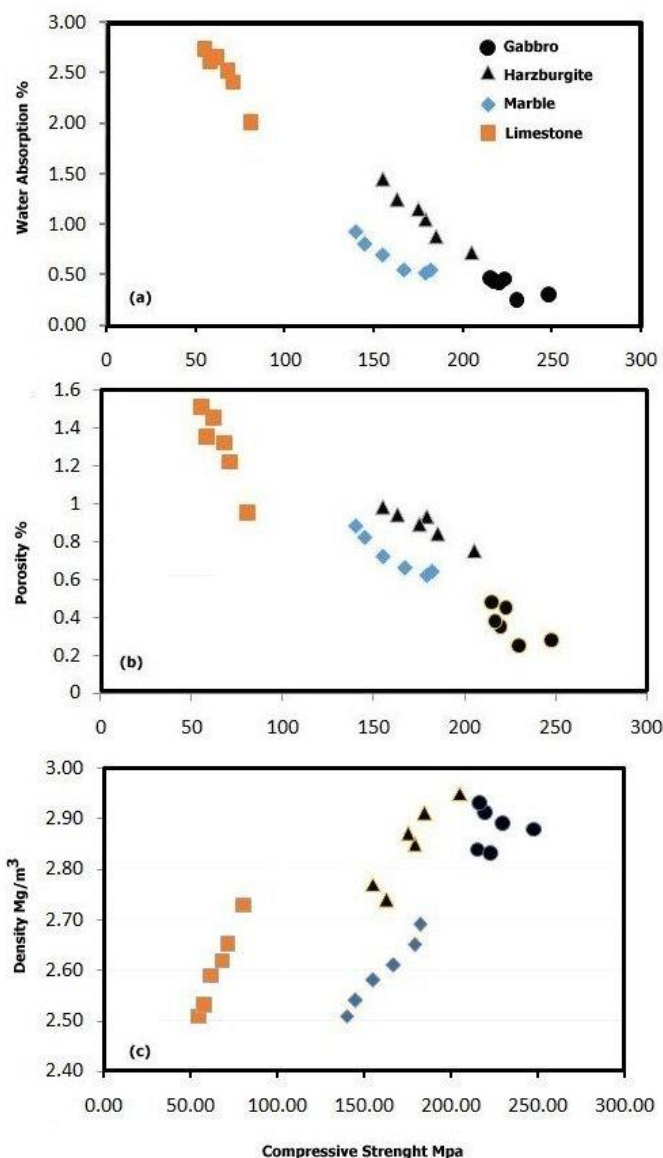 3.00
2.50
2.00
1.50
1.00
0.50
0.00
Water Absorption %
Gabbro
Harzburgite
Marble
Limestone
(a)
0 50 100 150 200 250 300
1.6
1.4
1.2
1
0.8
0.6
0.4
0.2
0
Porosity %
(b)
0 50 100 150 200 250 300
3.00
2.90
2.80
2.70
2.60
2.50
2.40
Density Mg/m³
(c)
0.00 50.00 100.00 150.00 200.00 250.00 300.00
Compressive Strenght Mpa